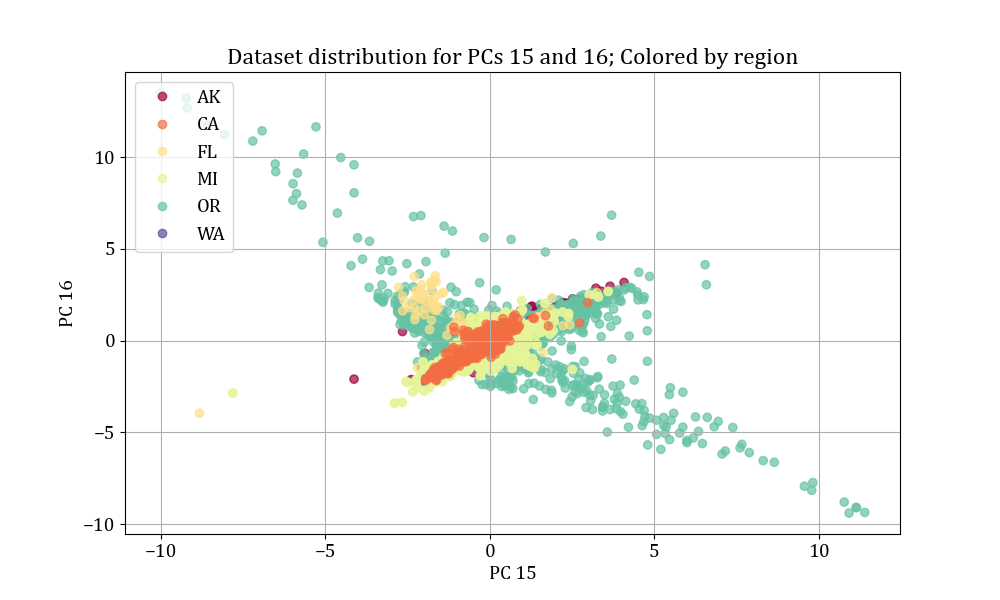 Dataset distribution for PCs 15 and 16; Colored by region
AK
CA
FL
MI
OR
WA
10
5
0
−5
−10
PC 16
−10
−5
0
5
10
PC 15